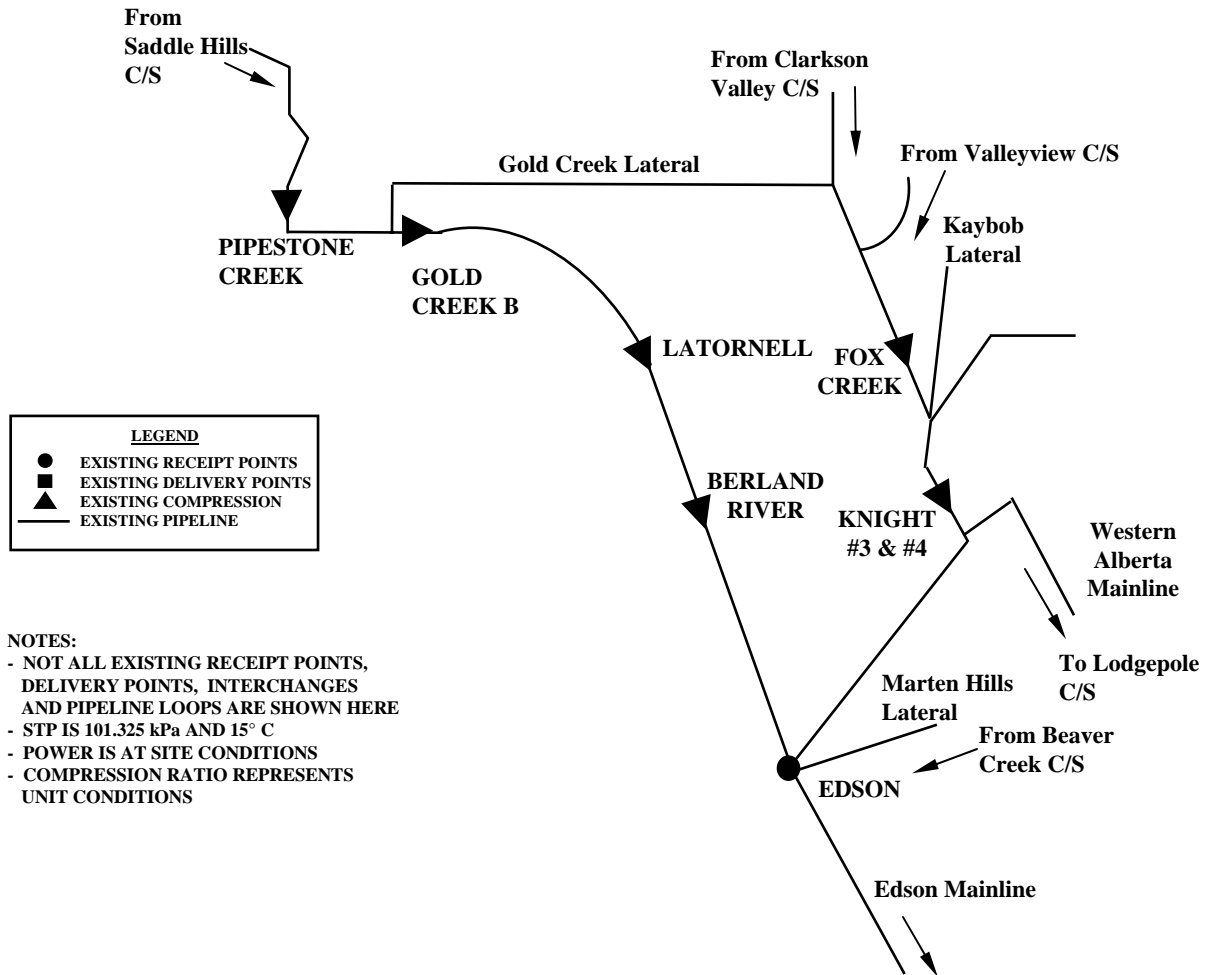 From
Saddle Hills
C/S
From Clarkson
Valley C/S
From Valleyview C/S
Gold Creek Lateral
Kaybob
Lateral
PIPESTONE
CREEK
GOLD
CREEK B
LATORNELL
FOX
CREEK
LEGEND
EXISTING RECEIPT POINTS
EXISTING DELIVERY POINTS
EXISTING COMPRESSION
EXISTING PIPELINE
BERLAND
RIVER
KNIGHT
#3 & #4
Western
Alberta
Mainline
NOTES:
- NOT ALL EXISTING RECEIPT POINTS,
DELIVERY POINTS, INTERCHANGES
AND PIPELINE LOOPS ARE SHOWN HERE
- STP IS 101.325 kPa AND 15° C
- POWER IS AT SITE CONDITIONS
- COMPRESSION RATIO REPRESENTS
UNIT CONDITIONS
To Lodgepole
C/S
Marten Hills
Lateral
From Beaver
Creek C/S
EDSON
Edson Mainline